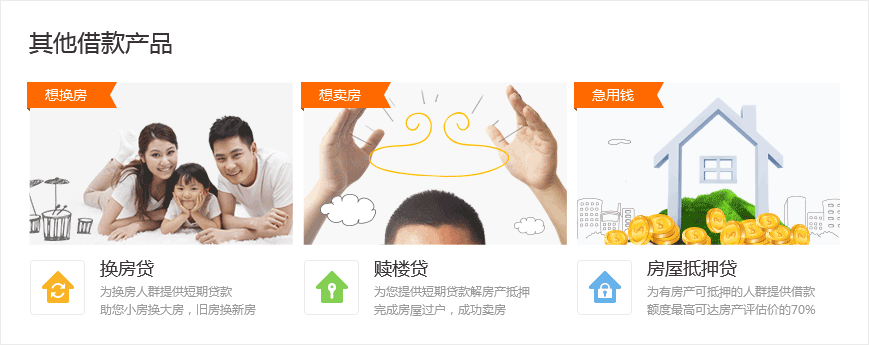 其他借款产品
想换房
想卖房
急用钱
换房贷
为换房人群提供短期贷款
助您小房换大房，旧房换新房
赎楼贷
为您提供短期贷款解房产抵押
完成房屋过户，成功卖房
房屋抵押贷
为有房产可抵押的人群提供借款
额度最高可达房产评估价的70%